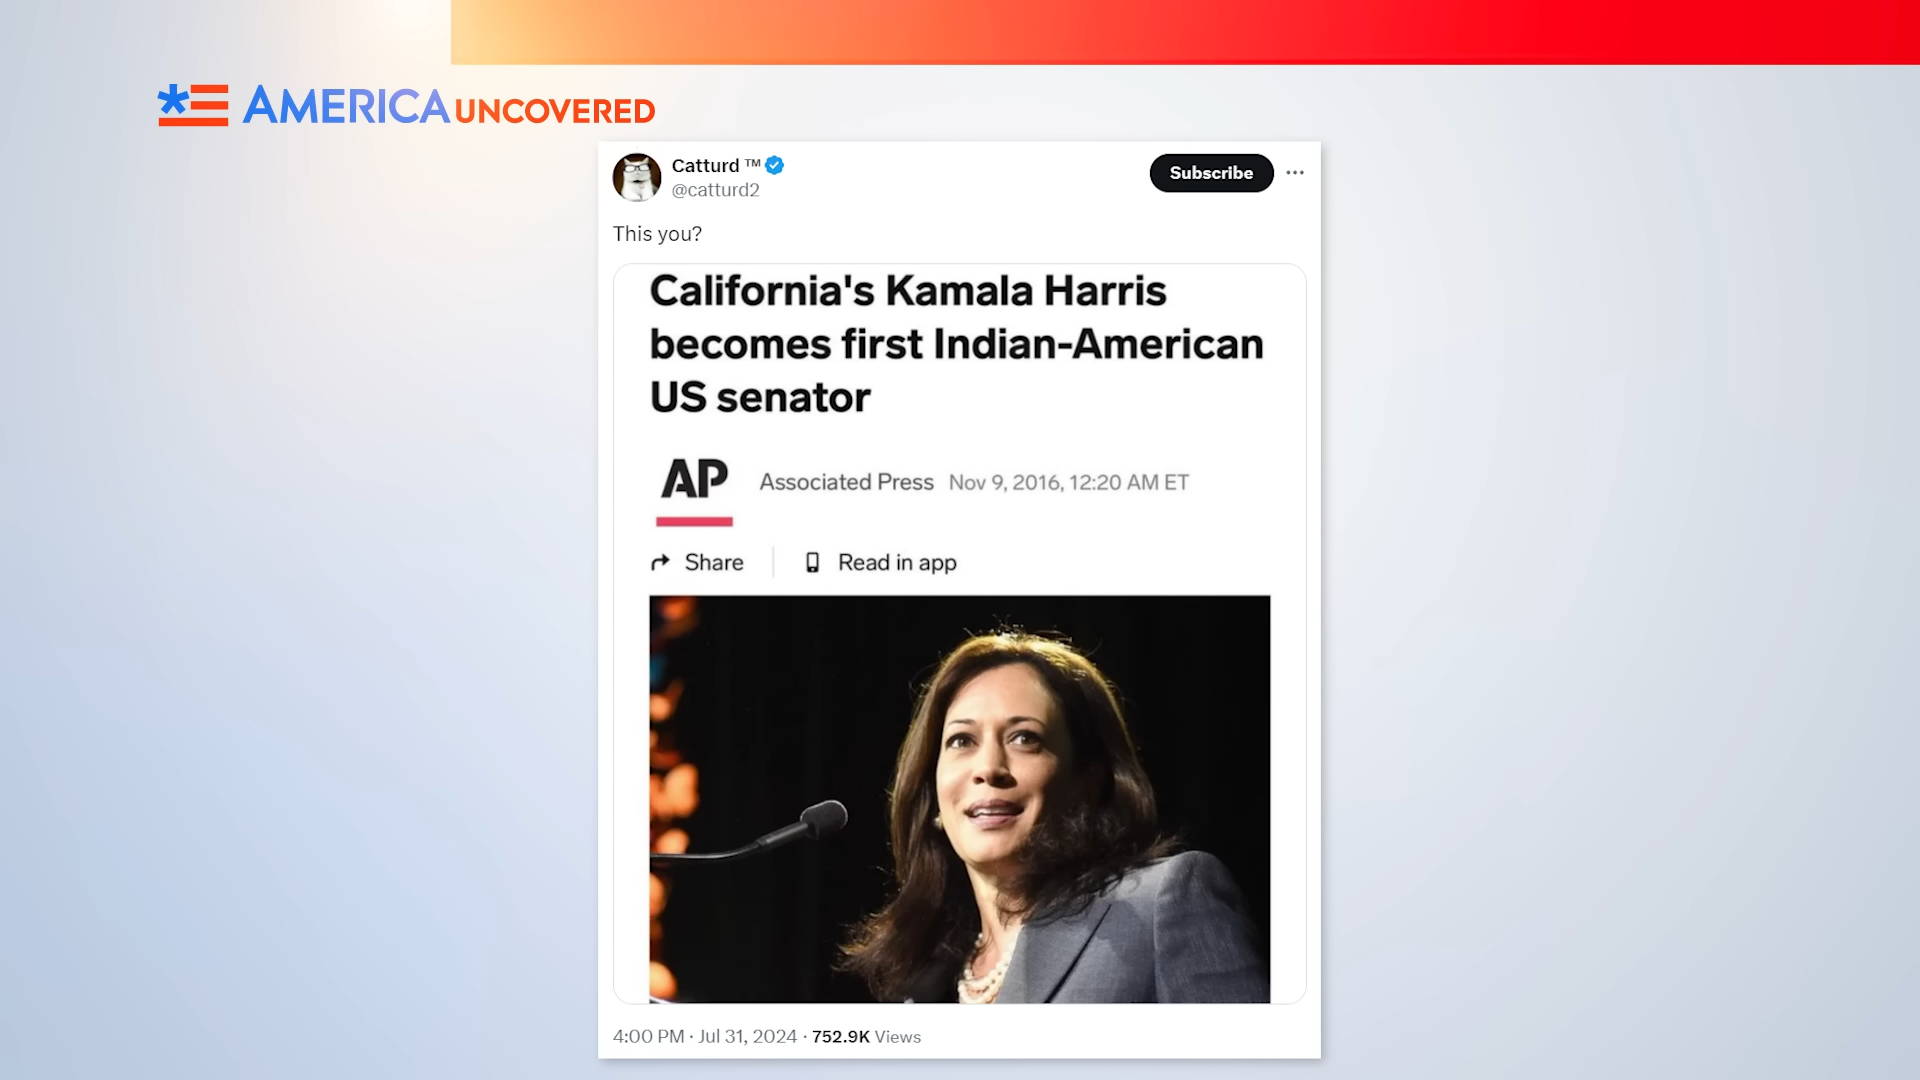 AMERICA UNCOVERED
Catturd ™
@catturd2
Subscribe
This you?
California's Kamala Harris
becomes first Indian-American
US senator
AP
Associated Press Nov 9, 2016, 12:20 AM ET
Share
Read in app
4:00 PM · Jul 31, 2024 · 752.9K Views